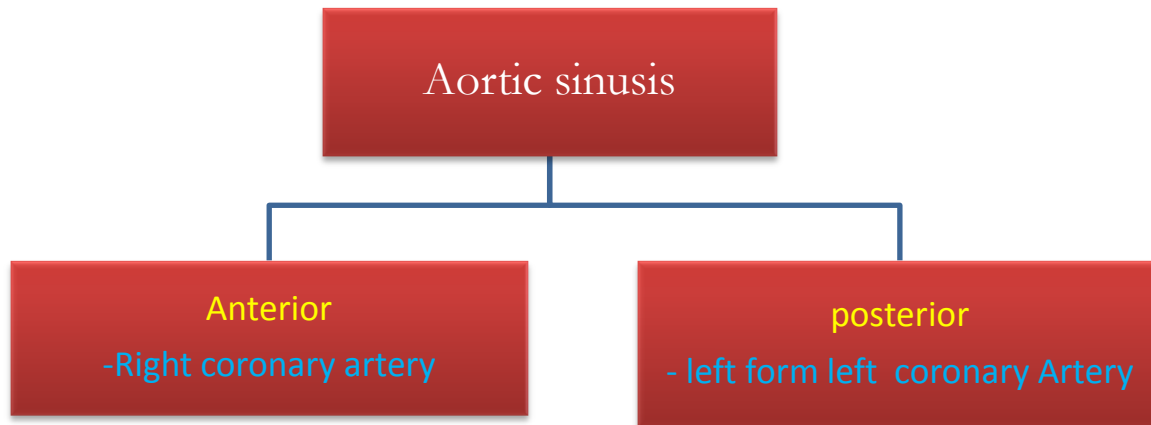 Aortic sinusis
Anterior
-Right coronary artery
posterior
- left form left coronary Artery